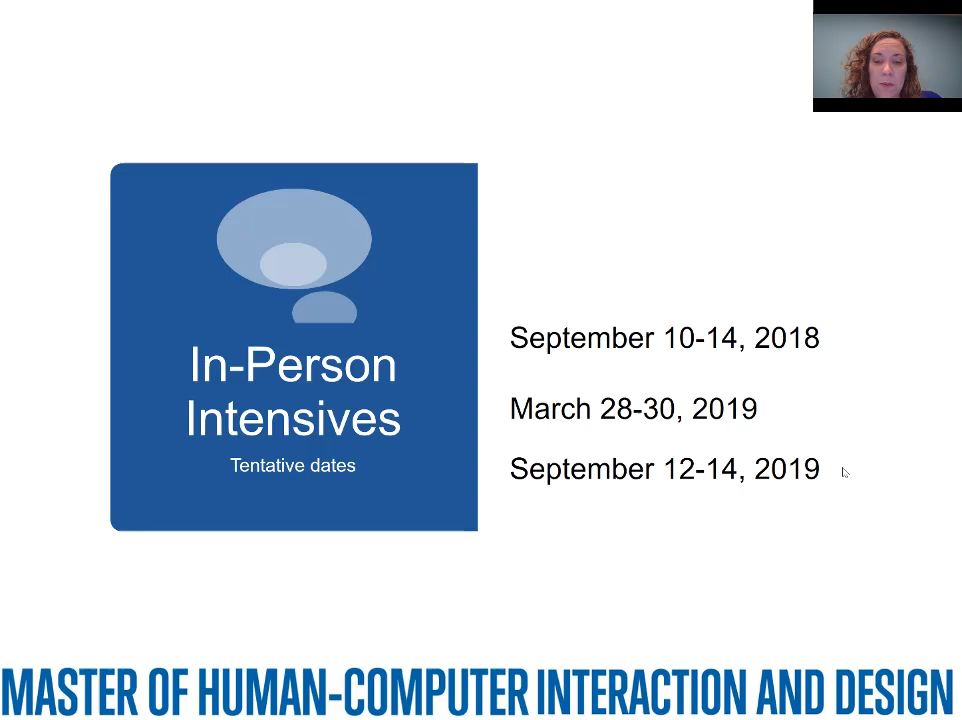 In-Person
Intensives
Tentative dates
September 10-14, 2018
March 28-30, 2019
September 12-14, 2019
MASTER OF HUMAN-COMPUTER INTERACTION AND DESIGN